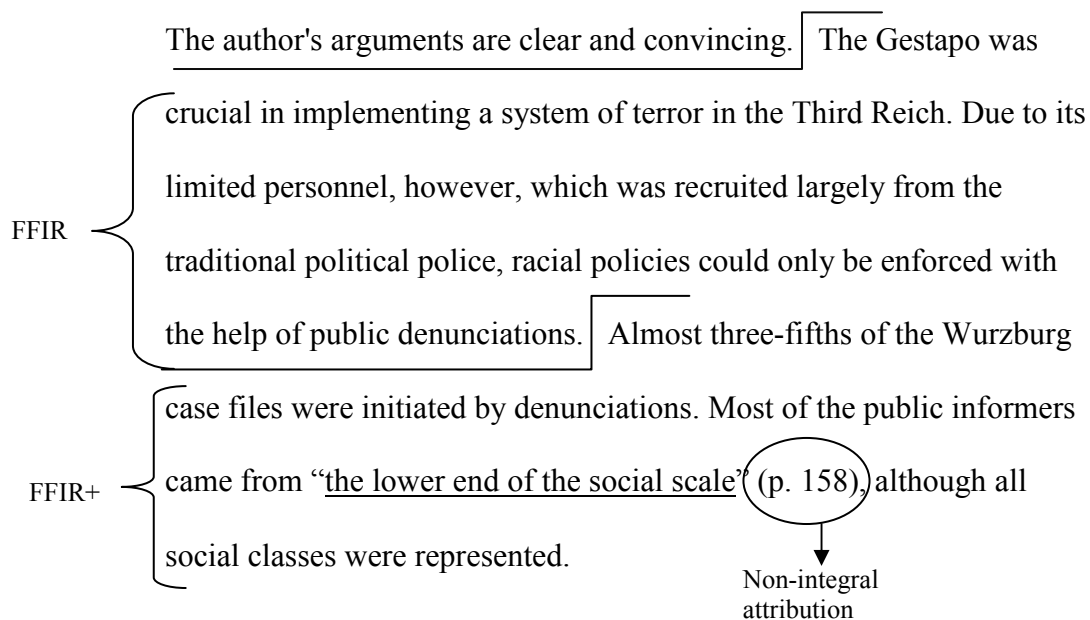 The author's arguments are clear and convincing. The Gestapo was
crucial in implementing a system of terror in the Third Reich. Due to its
limited personnel, however, which was recruited largely from the
FFIR
traditional political police, racial policies could only be enforced with
the help of public denunciations. Almost three-fifths of the Wurzburg
case files were initiated by denunciations. Most of the public informers
FFIR+
came from “the lower end of the social scale” (p. 158), although all
social classes were represented.
Non-integral
attribution